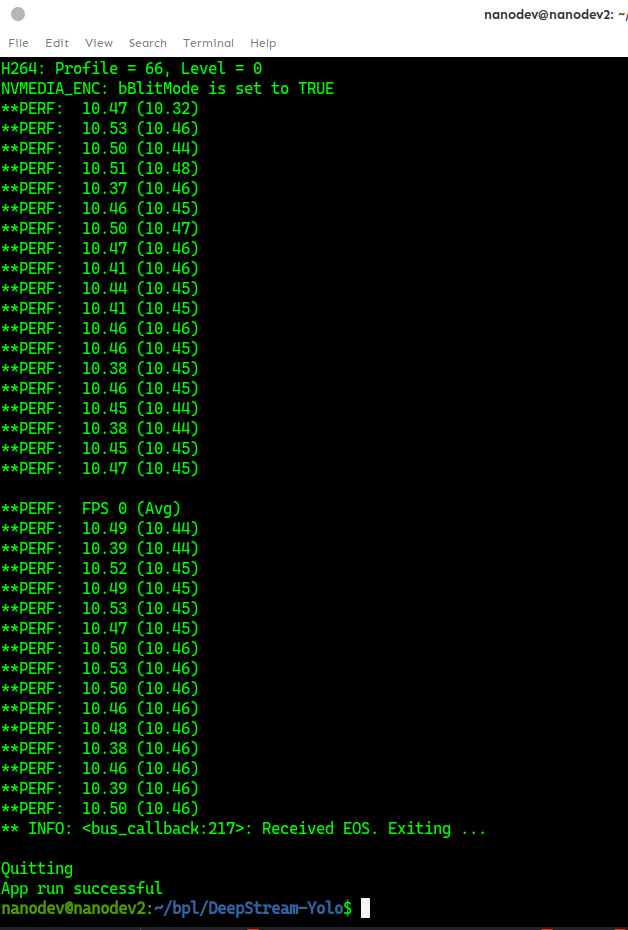 nanodev@nanodev2: ~/
File Edit View Search Terminal Help
H264: Profile = 66, Level = 0
NVMEDIA_ENC: bBlitMode is set to TRUE
**PERF:  10.47 (10.32)
**PERF:  10.53 (10.46)
**PERF:  10.50 (10.44)
**PERF:  10.51 (10.48)
**PERF:  10.37 (10.46)
**PERF:  10.46 (10.45)
**PERF:  10.50 (10.47)
**PERF:  10.47 (10.46)
**PERF:  10.41 (10.46)
**PERF:  10.44 (10.45)
**PERF:  10.41 (10.45)
**PERF:  10.46 (10.46)
**PERF:  10.46 (10.45)
**PERF:  10.38 (10.45)
**PERF:  10.46 (10.45)
**PERF:  10.45 (10.44)
**PERF:  10.38 (10.44)
**PERF:  10.45 (10.45)
**PERF:  10.47 (10.45)

**PERF:  FPS 0 (Avg)
**PERF:  10.49 (10.44)
**PERF:  10.39 (10.44)
**PERF:  10.52 (10.45)
**PERF:  10.49 (10.45)
**PERF:  10.53 (10.45)
**PERF:  10.47 (10.45)
**PERF:  10.50 (10.46)
**PERF:  10.53 (10.46)
**PERF:  10.50 (10.46)
**PERF:  10.46 (10.46)
**PERF:  10.48 (10.46)
**PERF:  10.38 (10.46)
**PERF:  10.46 (10.46)
**PERF:  10.39 (10.46)
**PERF:  10.50 (10.46)
** INFO: <bus_callback:217>: Received EOS. Exiting ...

Quitting
App run successful
nanodev@nanodev2:~/bpl/DeepStream-Yolo$